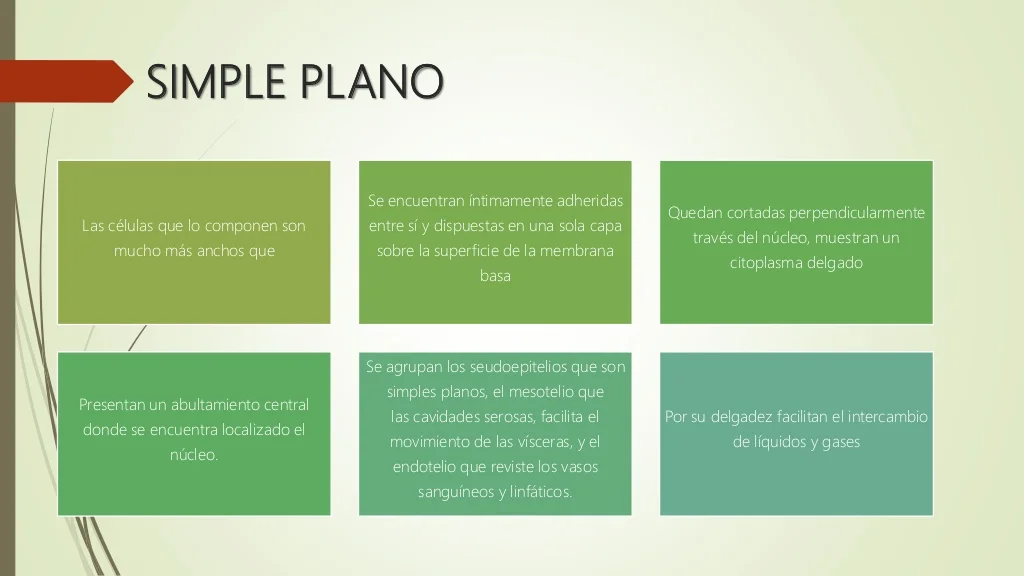 SIMPLE PLANO
Las células que lo componen son
mucho más anchos que
Se encuentran íntimamente adheridas
entre sí y dispuestas en una sola capa
sobre la superficie de la membrana
basa
Quedan cortadas perpendicularmente
través del núcleo, muestran un
citoplasma delgado
Presentan un abultamiento central
donde se encuentra localizado el
núcleo.
Se agrupan los seudoepitelios que son
simples planos, el mesotelio que
las cavidades serosas, facilita el
movimiento de las vísceras, y el
endotelio que reviste los vasos
sanguíneos y linfáticos.
Por su delgadez facilitan el intercambio
de líquidos y gases